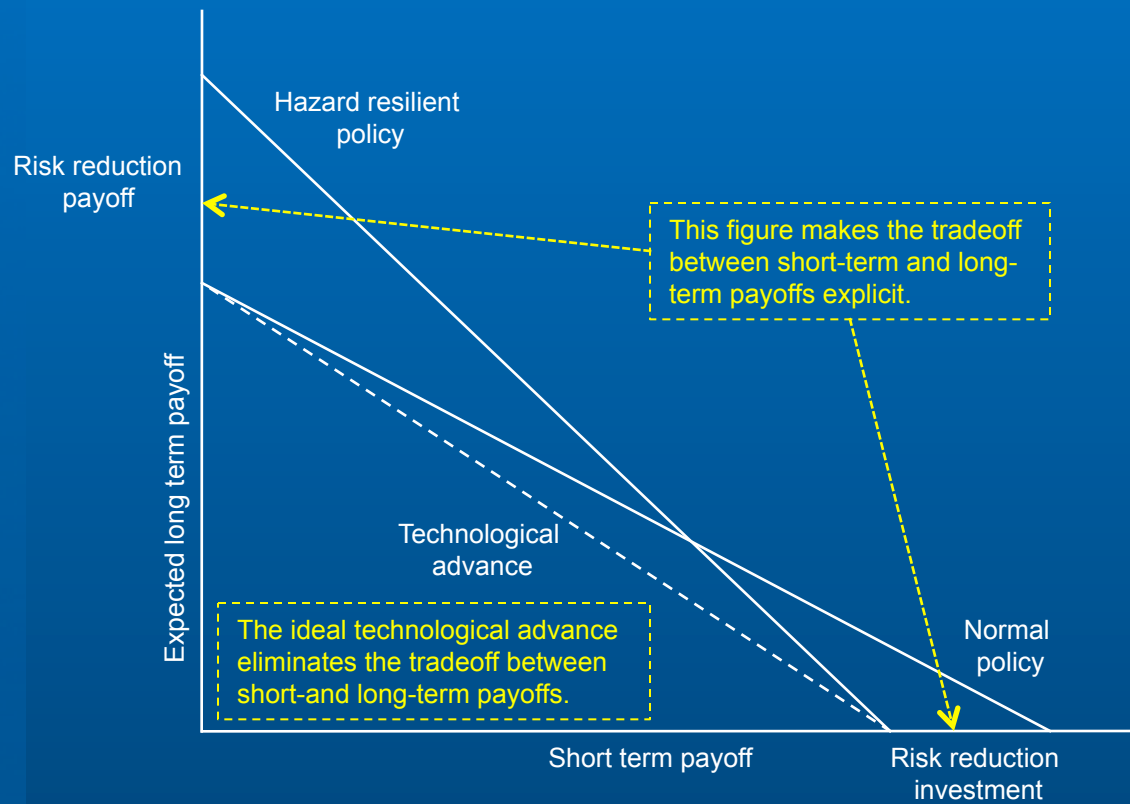 Hazard resilient
policy
Risk reduction
payoff
This figure makes the tradeoff
between short-term and long-
term payoffs explicit.
Expected long term payoff
Technological
advance
The ideal technological advance
eliminates the tradeoff between
short-and long-term payoffs.
Normal
policy
Short term payoff
Risk reduction
investment